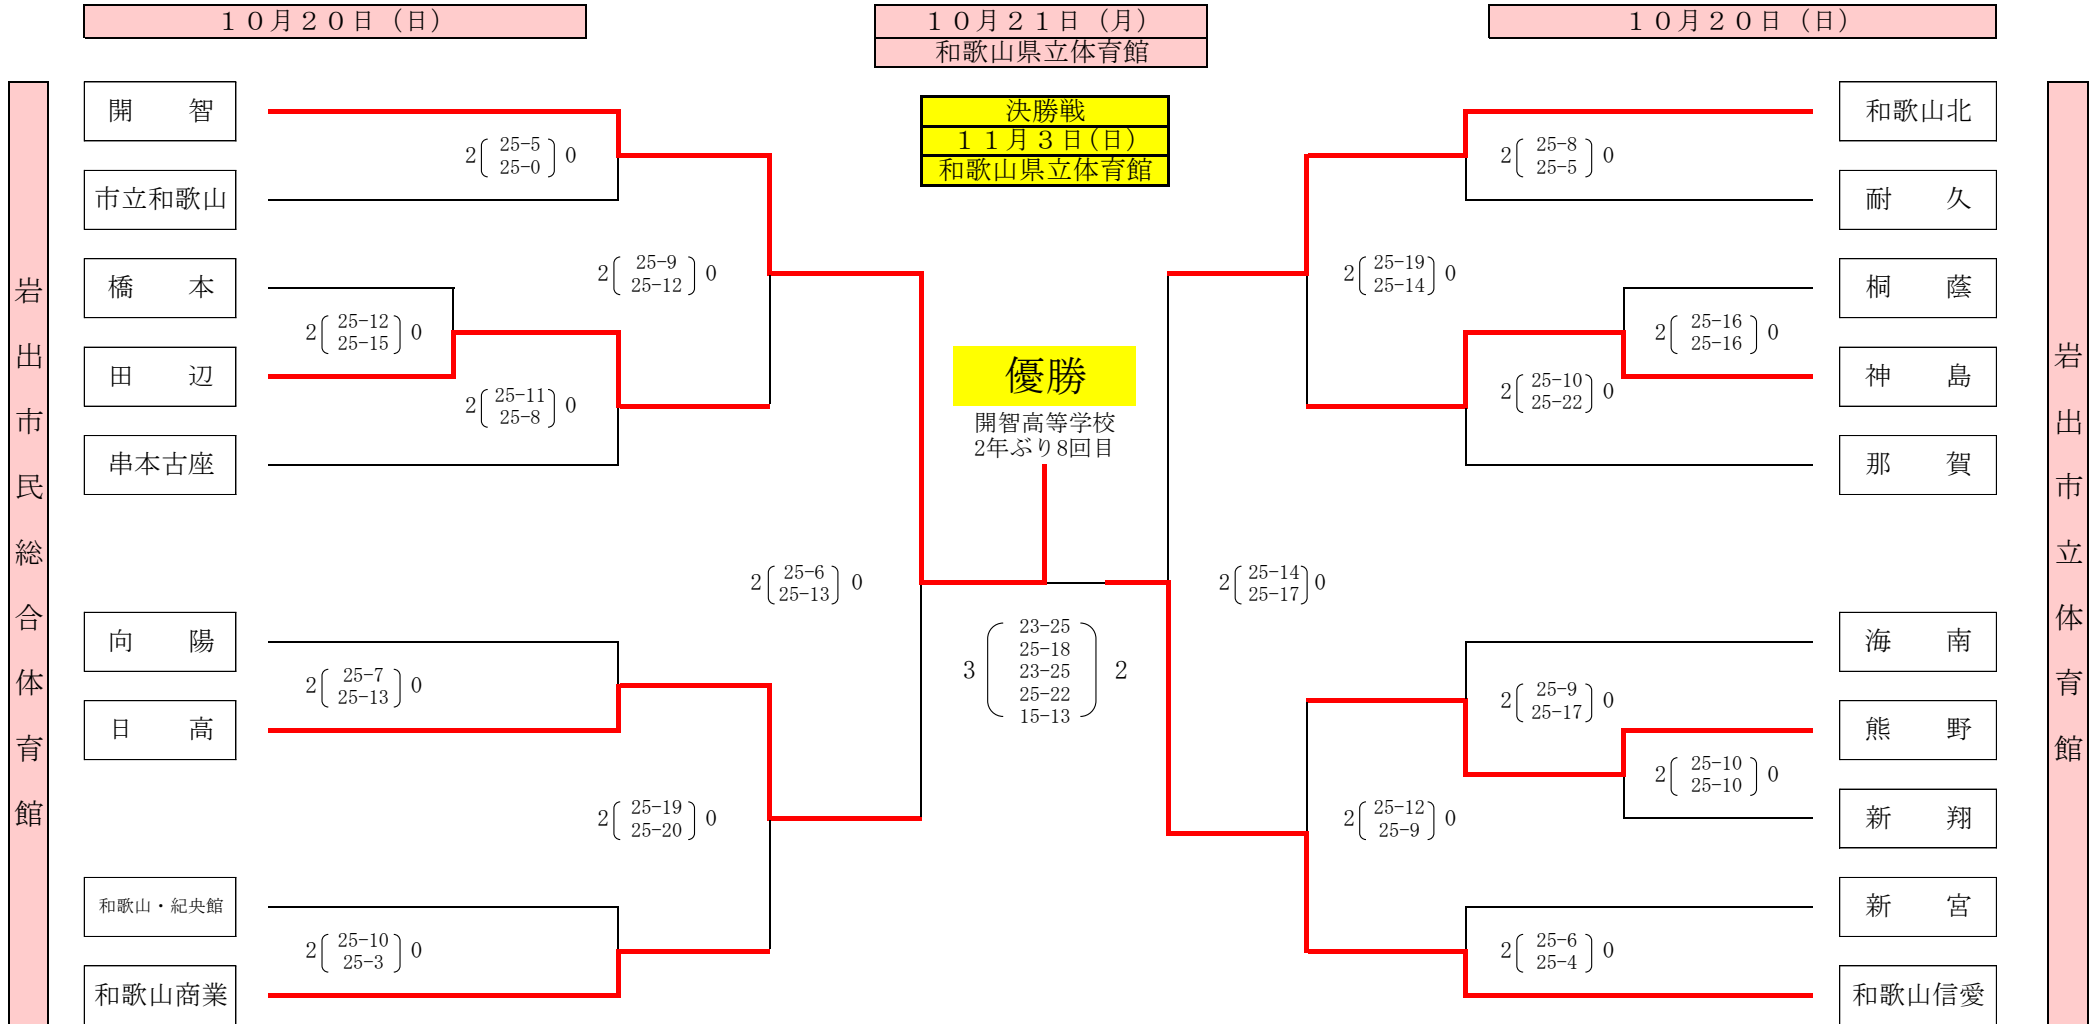 １０月２０日（日）
１０月２１日（月）
和歌山県立体育館
１０月２０日（日）
決勝戦
１１月３日（日）
和歌山県立体育館
岩出市民総合体育館
開　智
2 25-5 0
25-0
市立和歌山
2 25-9 0
25-12
橋　本
2 25-12 0
25-15
田　辺
2 25-11 0
25-8
串本古座
2 25-6 0
25-13
向　陽
2 25-7 0
25-13
日　高
2 25-19 0
25-20
和歌山・紀央館
2 25-10 0
25-3
和歌山商業
優勝
開智高等学校
2年ぶり8回目
3 23-25 2
25-18
23-25
25-22
15-13
和歌山北
2 25-8 0
25-5
耐　久
2 25-19 0
25-14
桐　蔭
2 25-16 0
25-16
神　島
2 25-10 0
25-22
那　賀
2 25-14 0
25-17
海　南
2 25-9 0
25-17
熊　野
2 25-10 0
25-10
新　翔
2 25-12 0
25-9
新　宮
2 25-6 0
25-4
和歌山信愛
岩出市立体育館